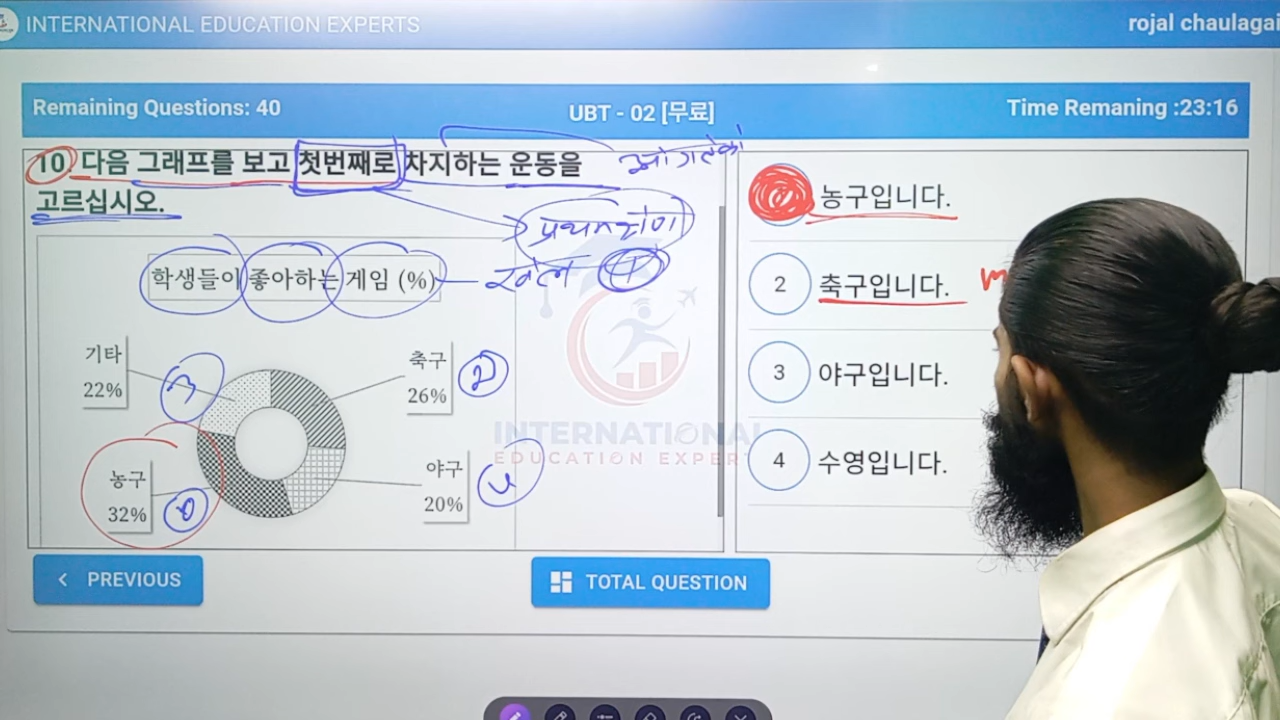 INTERNATIONAL EDUCATION EXPERTS
rojal chaulagai
Remaining Questions: 40
UBT - 02 [무료]
Time Remaning :23:16
10. 다음 그래프를 보고 첫번째로 차지하는 운동을
고르십시오.
학생들이 좋아하는 게임 (%)
기타
22%
축구
26%
농구
32%
야구
20%
INTERNATIONAL
EDUCATION EXPERT
농구입니다.
2 축구입니다.
3 야구입니다.
4 수영입니다.
PREVIOUS
TOTAL QUESTION